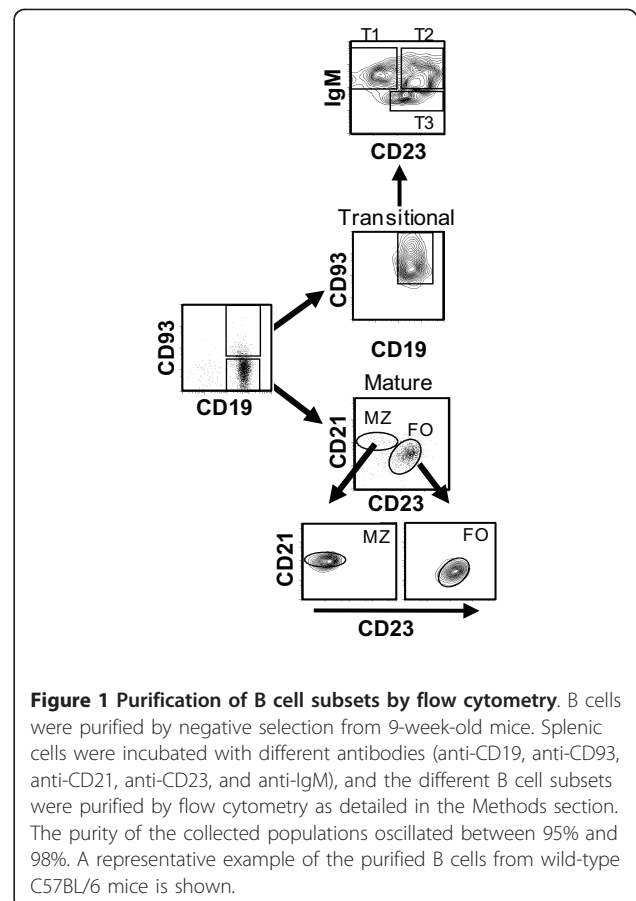 T1 T2
IgM
T3
CD23
Transitional
CD93
CD19
CD93
CD19
Mature
CD21
MZ
FO
CD23
CD21
MZ
FO
CD23
Figure 1 Purification of B cell subsets by flow cytometry. B cells
were purified by negative selection from 9-week-old mice. Splenic
cells were incubated with different antibodies (anti-CD19, anti-CD93,
anti-CD21, anti-CD23, and anti-IgM), and the different B cell subsets
were purified by flow cytometry as detailed in the Methods section.
The purity of the collected populations oscillated between 95% and
98%. A representative example of the purified B cells from wild-type
C57BL/6 mice is shown.